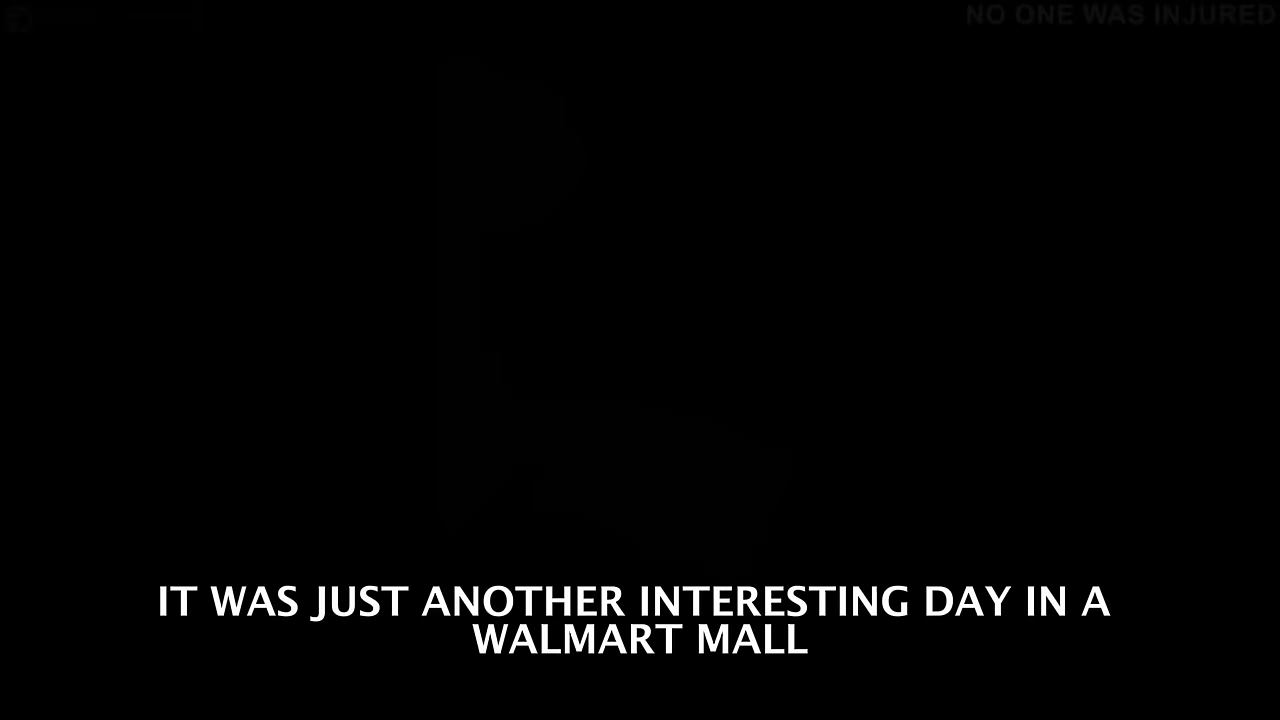 NO ONE WAS INJURED
IT WAS JUST ANOTHER INTERESTING DAY IN A
WALMART MALL